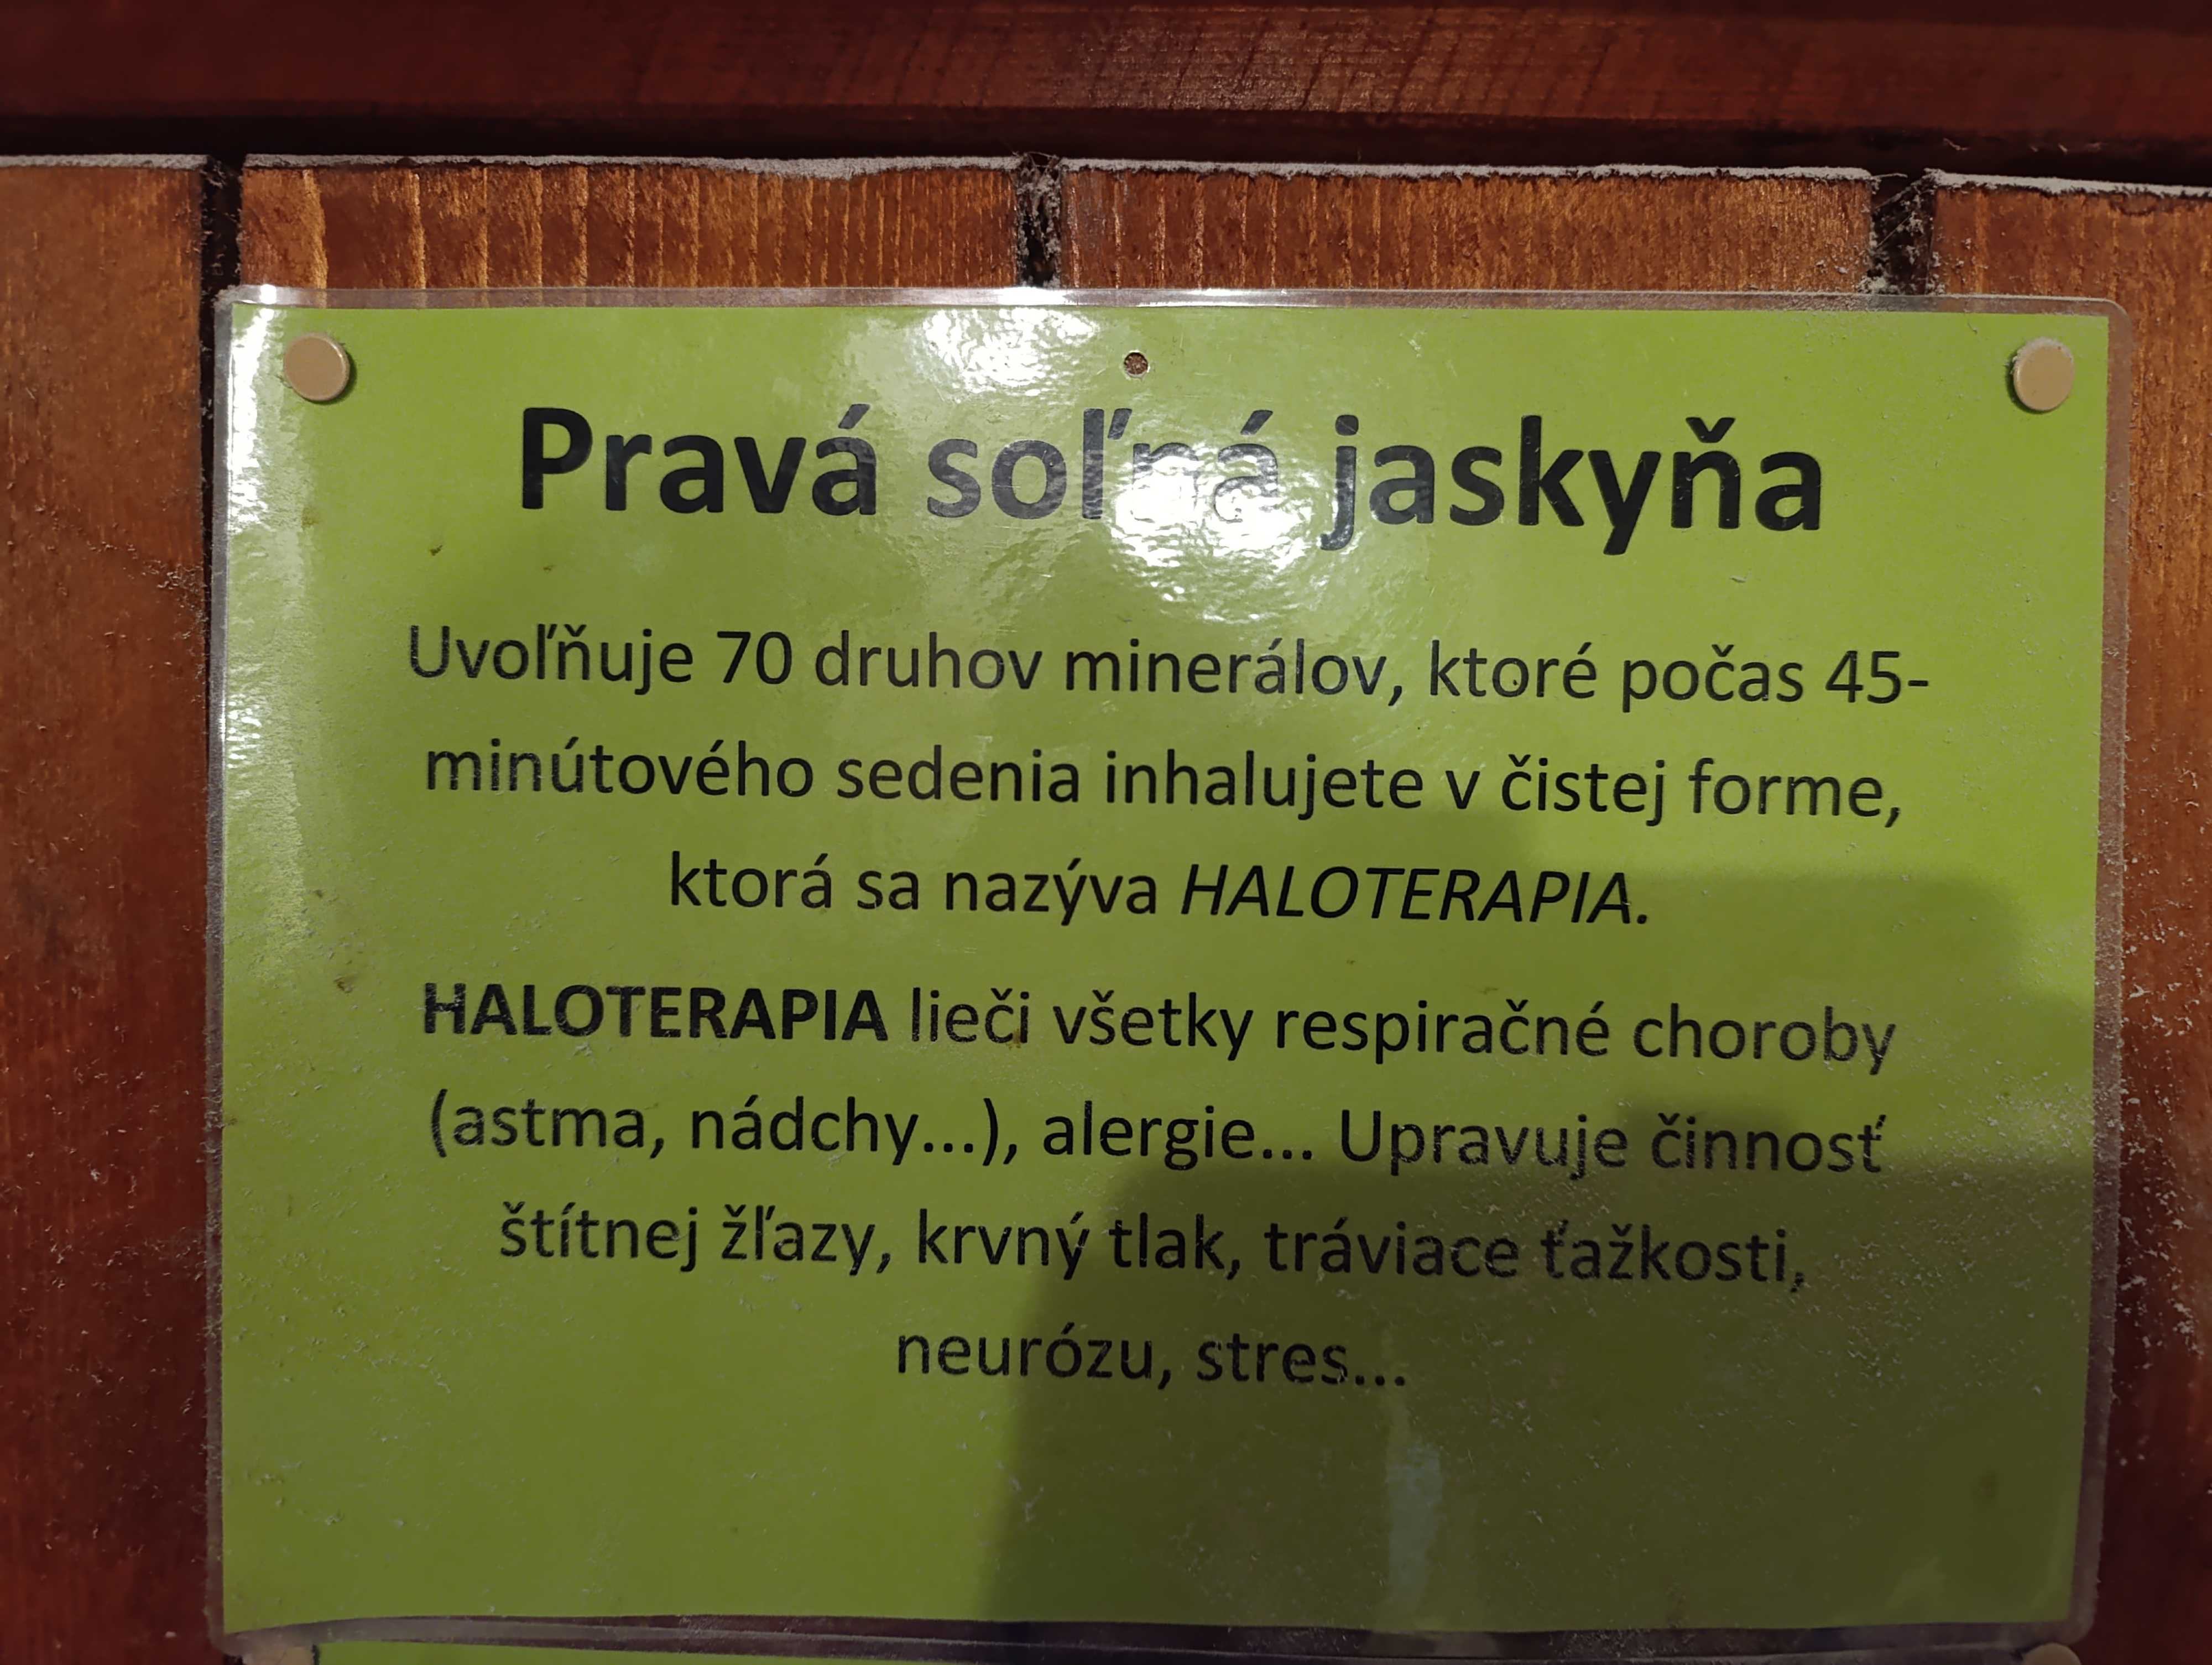 Pravá soľná jaskyňa
Uvoľňuje 70 druhov minerálov, ktoré počas 45-
minútového sedenia inhalujete v čistej forme,
ktorá sa nazýva HALOTERAPIA.
HALOTERAPIA lieči všetky respiračné choroby
(astma, nádchy...), alergie... Upravuje činnosť
štítnej žľazy, krvný tlak, tráviace ťažkosti,
neurózu, stres...